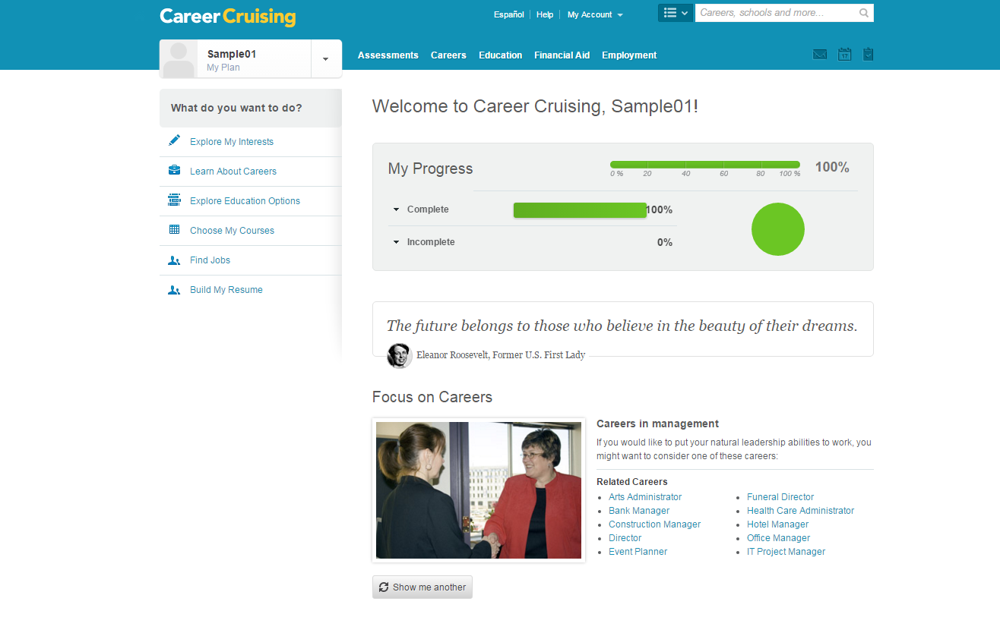 Career Cruising
Español Help My Account
Careers, schools and more...
Sample01
My Plan
Assessments Careers Education Financial Aid Employment
17
What do you want to do?
Explore My Interests
Learn About Careers
Explore Education Options
Choose My Courses
Find Jobs
Build My Resume
Welcome to Career Cruising, Sample01!
My Progress
100%
0 % 20 40 60 80 100 %
Complete 100%
Incomplete 0%
The future belongs to those who believe in the beauty of their dreams.
Eleanor Roosevelt, Former U.S. First Lady
Focus on Careers
Careers in management
If you would like to put your natural leadership abilities to work, you
might want to consider one of these careers:
Related Careers
Arts Administrator
Bank Manager
Construction Manager
Director
Event Planner
Funeral Director
Health Care Administrator
Hotel Manager
Office Manager
IT Project Manager
Show me another